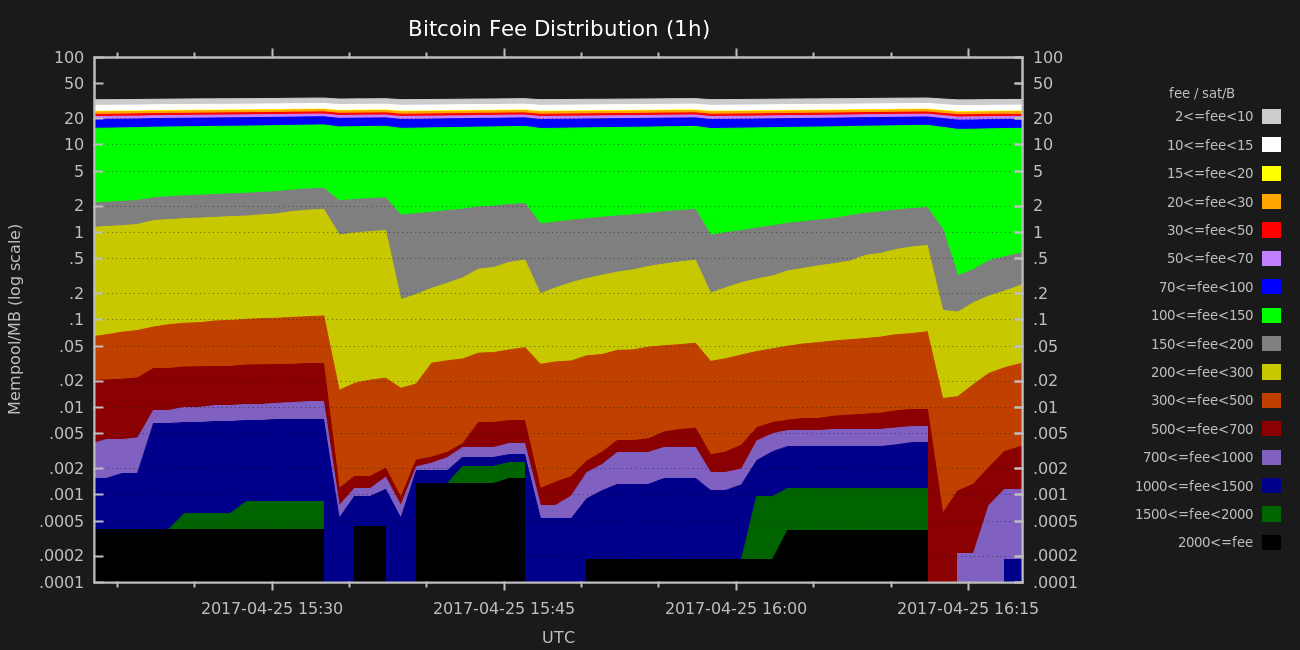 Bitcoin Fee Distribution (1h)
100 100
50 50
20 20
10 10
5 5
2 2
1 1
.5 .5
.2 .2
.1 .1
.05 .05
.02 .02
.01 .01
.005 .005
.002 .002
.001 .001
.0005 .0005
.0002 .0002
.0001 .0001
Mempool/MB (log scale)
2017-04-25 15:30 2017-04-25 15:45 2017-04-25 16:00 2017-04-25 16:15
UTC
fee / sat/B
2<=fee<10
10<=fee<15
15<=fee<20
20<=fee<30
30<=fee<50
50<=fee<70
70<=fee<100
100<=fee<150
150<=fee<200
200<=fee<300
300<=fee<500
500<=fee<700
700<=fee<1000
1000<=fee<1500
1500<=fee<2000
2000<=fee